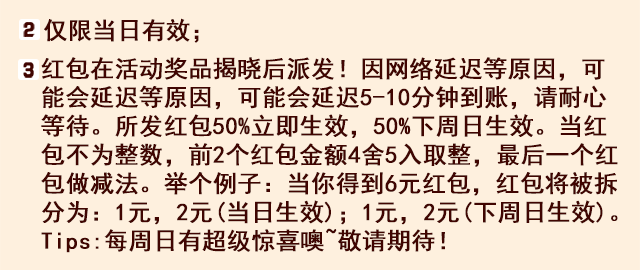 2 仅限当日有效；
3 红包在活动奖品揭晓后派发！因网络延迟等原因，可
能会延迟等原因，可能会延迟5-10分钟到账，请耐心
等待。所发红包50%立即生效，50%下周日生效。当红
包不为整数，前2个红包金额4舍5入取整，最后一个红
包做减法。举个例子：当你得到6元红包，红包将被拆
分为：1元，2元(当日生效)；1元，2元(下周日生效)。
Tips:每周日有超级惊喜噢~敬请期待！